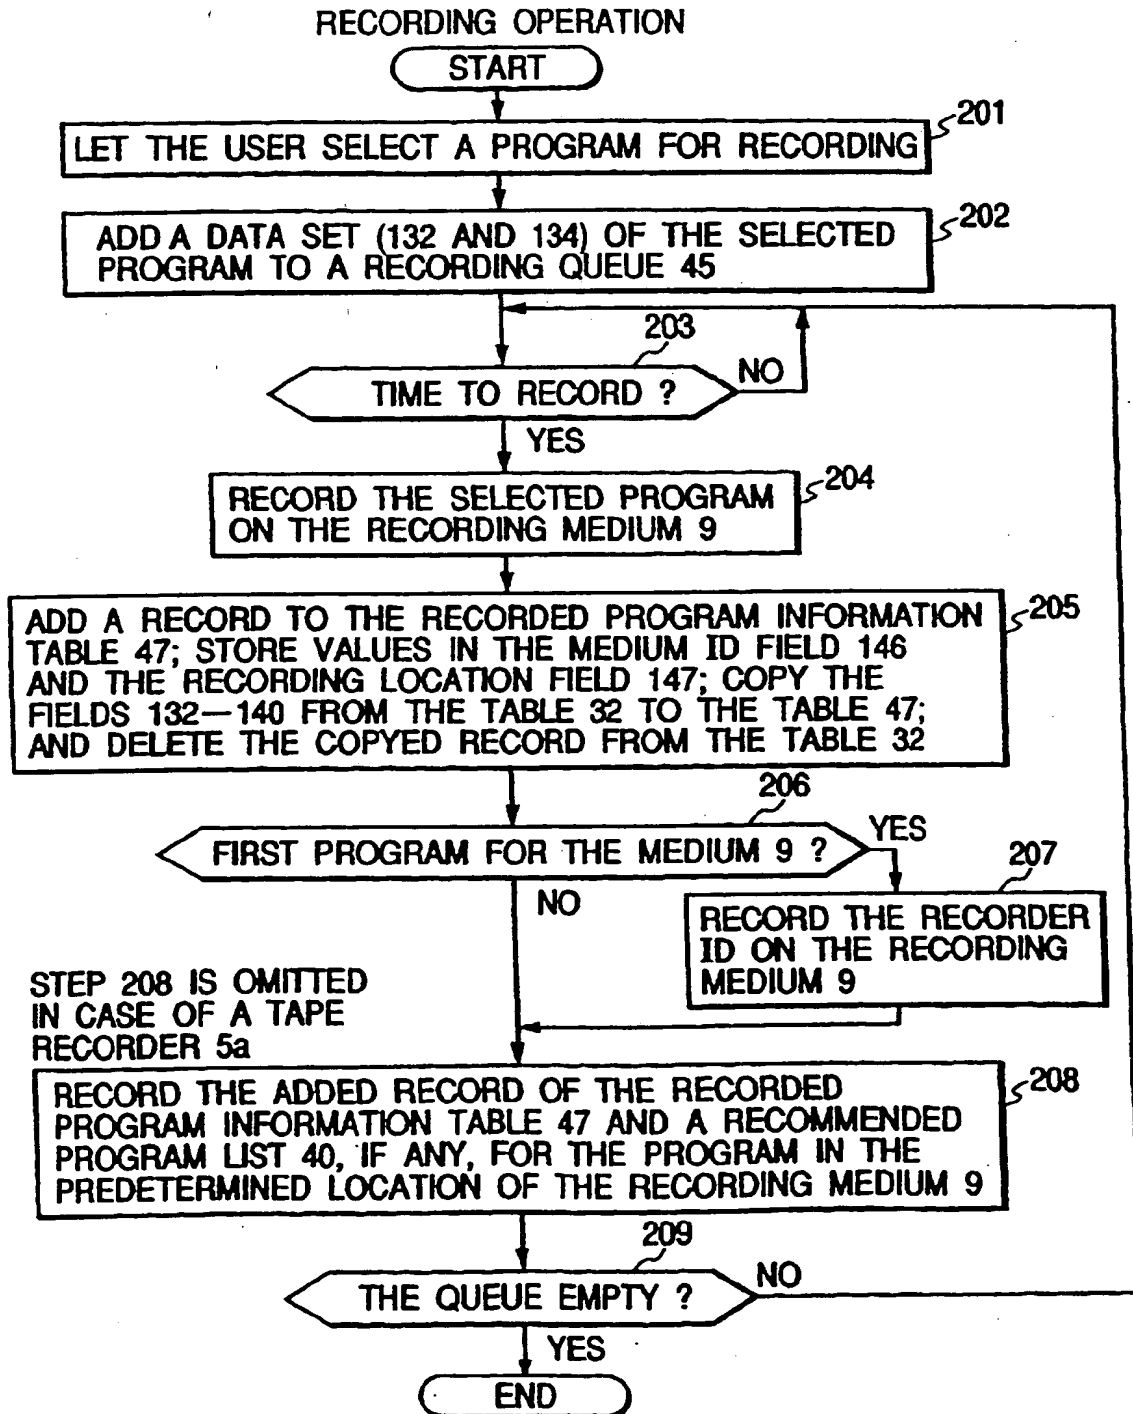 RECORDING OPERATION
START
201
LET THE USER SELECT A PROGRAM FOR RECORDING
202
ADD A DATA SET (132 AND 134) OF THE SELECTED
PROGRAM TO A RECORDING QUEUE 45
203
TIME TO RECORD ?
NO
YES
204
RECORD THE SELECTED PROGRAM
ON THE RECORDING MEDIUM 9
205
ADD A RECORD TO THE RECORDED PROGRAM INFORMATION
TABLE 47; STORE VALUES IN THE MEDIUM ID FIELD 146
AND THE RECORDING LOCATION FIELD 147; COPY THE
FIELDS 132—140 FROM THE TABLE 32 TO THE TABLE 47;
AND DELETE THE COPYED RECORD FROM THE TABLE 32
206
FIRST PROGRAM FOR THE MEDIUM 9 ?
YES
NO
207
RECORD THE RECORDER
ID ON THE RECORDING
MEDIUM 9
STEP 208 IS OMITTED
IN CASE OF A TAPE
RECORDER 5a
208
RECORD THE ADDED RECORD OF THE RECORDED
PROGRAM INFORMATION TABLE 47 AND A RECOMMENDED
PROGRAM LIST 40, IF ANY, FOR THE PROGRAM IN THE
PREDETERMINED LOCATION OF THE RECORDING MEDIUM 9
209
THE QUEUE EMPTY ?
NO
YES
END